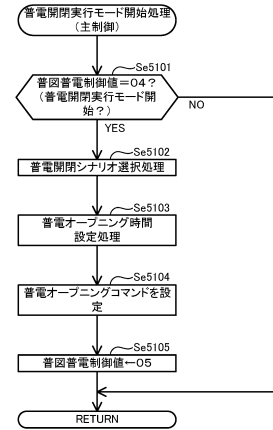 普電開閉実行モード開始処理
（主制御）
Se5101
普図普電制御値＝０４？
（普電開閉実行モード開
始？）
NO
YES
Se5102
普電開閉シナリオ選択処理
Se5103
普電オープニング時間
設定処理
Se5104
普電オープニングコマンドを設
定
Se5105
普図普電制御値←０５
RETURN